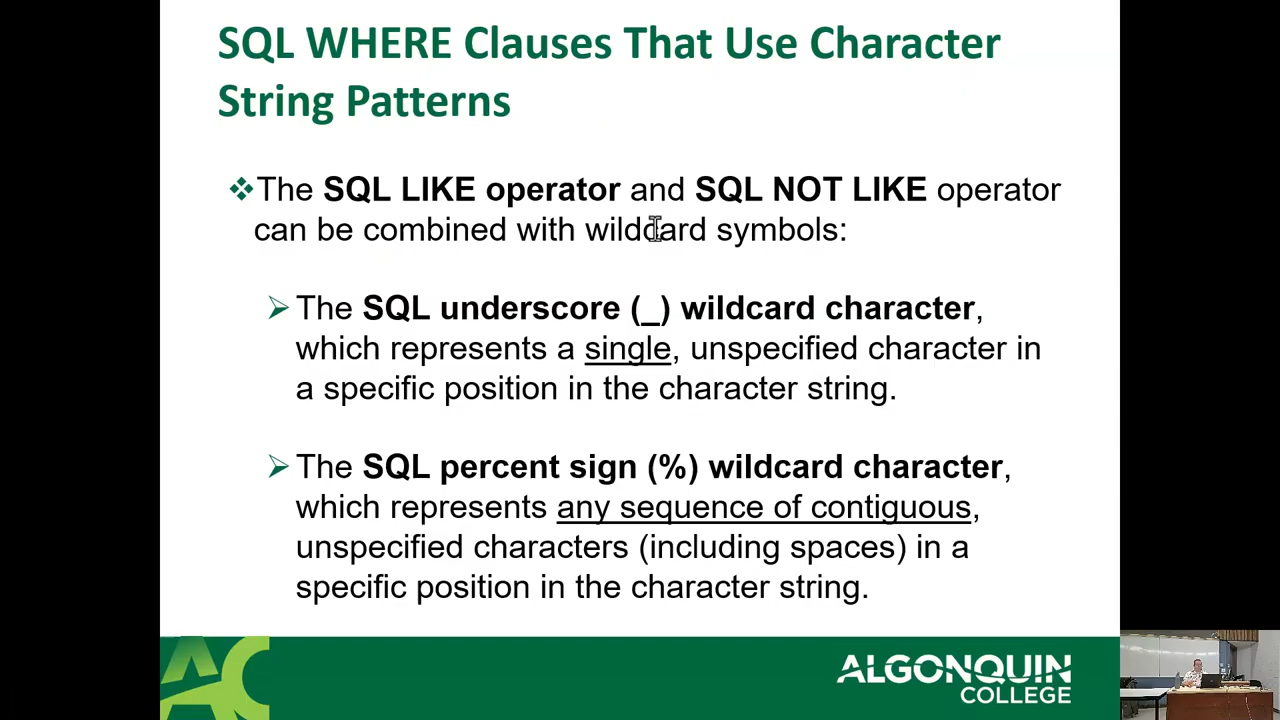 SQL WHERE Clauses That Use Character
String Patterns
❖The SQL LIKE operator and SQL NOT LIKE operator
can be combined with wildcard symbols:
➢ The SQL underscore (_) wildcard character,
which represents a single, unspecified character in
a specific position in the character string.
➢ The SQL percent sign (%) wildcard character,
which represents any sequence of contiguous,
unspecified characters (including spaces) in a
specific position in the character string.
AC
ALGONQUIN
COLLEGE